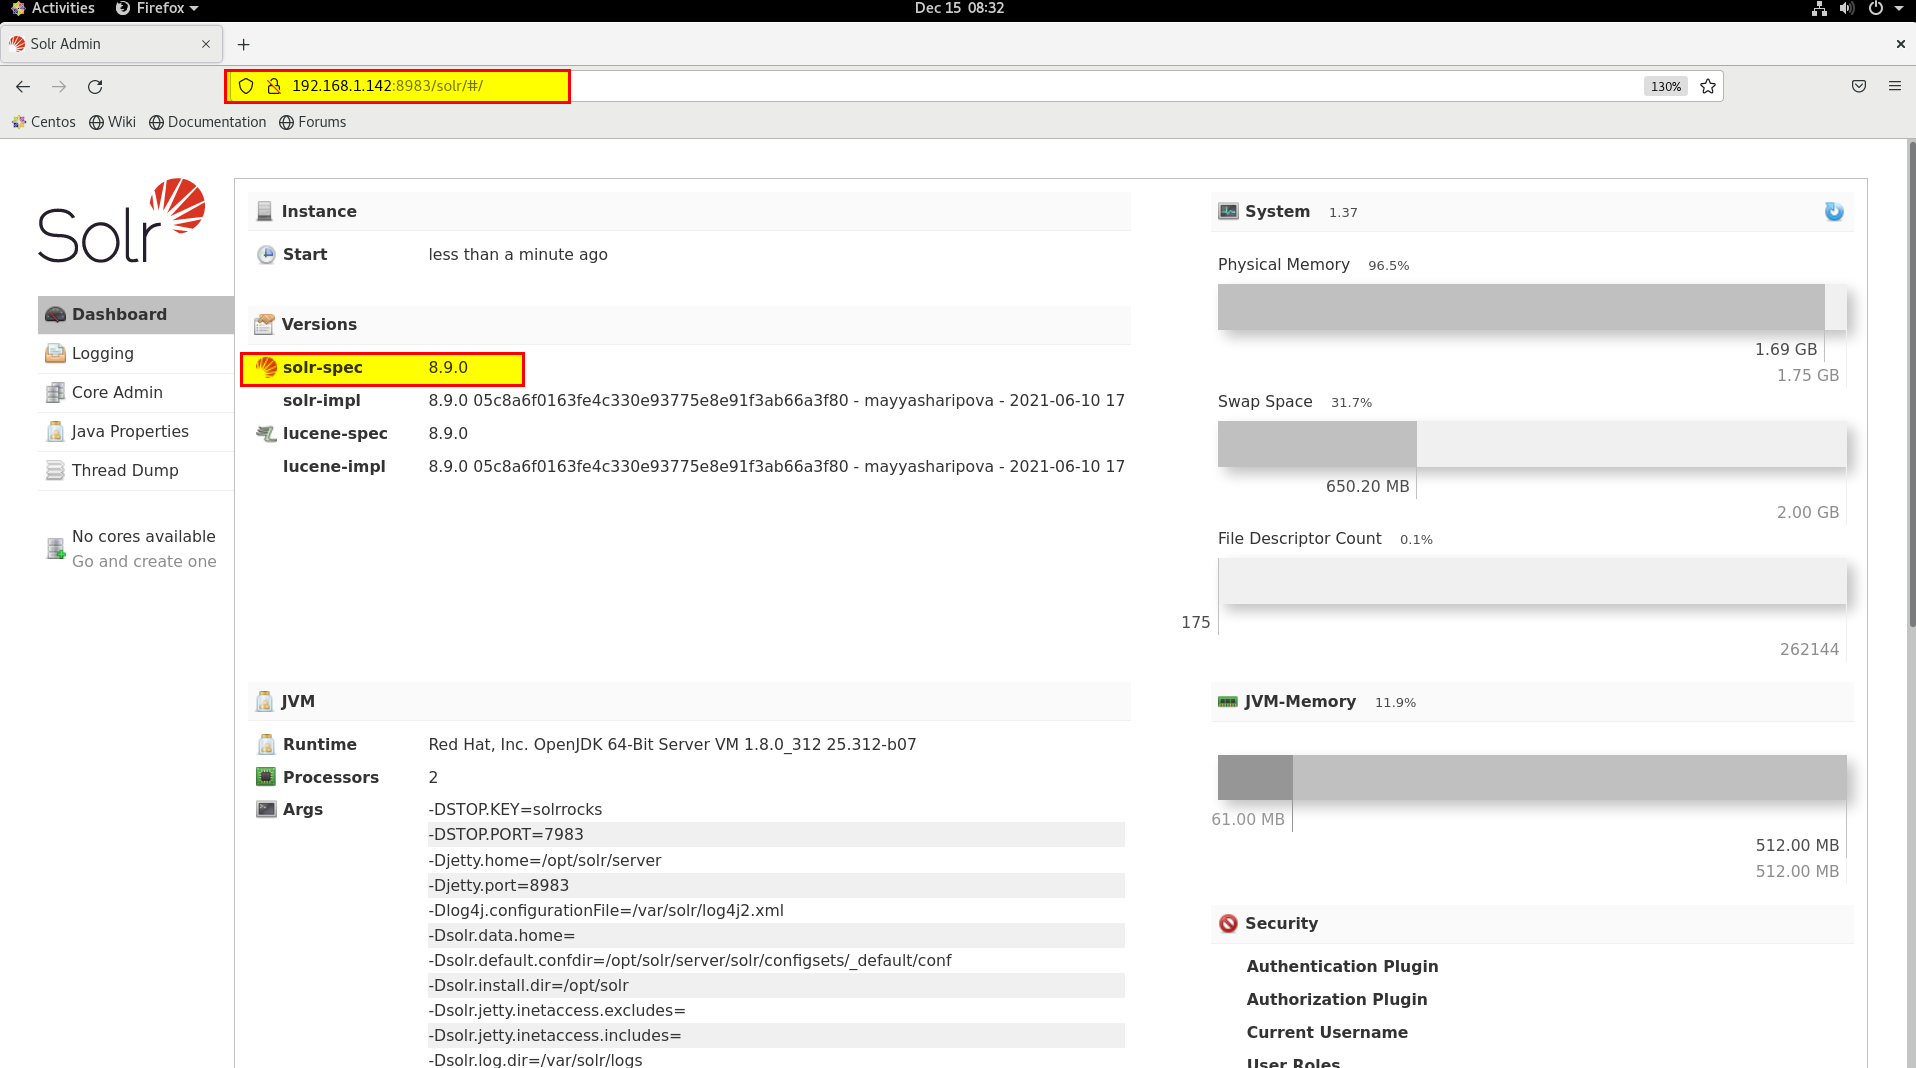 Activities Firefox Dec 15 08:32
Solr Admin
192.168.1.142:8983/solr/#/ 130%
Centos Wiki Documentation Forums
Solr
Dashboard
Logging
Core Admin
Java Properties
Thread Dump
No cores available
Go and create one
Instance
Start less than a minute ago
Versions
solr-spec 8.9.0
solr-impl 8.9.0 05c8a6f0163fe4c330e93775e8e91f3ab66a3f80 - mayyasharipova - 2021-06-10 17
lucene-spec 8.9.0
lucene-impl 8.9.0 05c8a6f0163fe4c330e93775e8e91f3ab66a3f80 - mayyasharipova - 2021-06-10 17
JVM
Runtime Red Hat, Inc. OpenJDK 64-Bit Server VM 1.8.0_312 25.312-b07
Processors 2
Args -DSTOP.KEY=solrrocks
-DSTOP.PORT=7983
-Djetty.home=/opt/solr/server
-Djetty.port=8983
-Dlog4j.configurationFile=/var/solr/log4j2.xml
-Dsolr.data.home=
-Dsolr.default.confdir=/opt/solr/server/solr/configsets/_default/conf
-Dsolr.install.dir=/opt/solr
-Dsolr.jetty.inetaccess.excludes=
-Dsolr.jetty.inetaccess.includes=
-Dsolr.log.dir=/var/solr/logs
System 1.37
Physical Memory 96.5%
1.69 GB
1.75 GB
Swap Space 31.7%
650.20 MB
2.00 GB
File Descriptor Count 0.1%
175
262144
JVM-Memory 11.9%
61.00 MB
512.00 MB
512.00 MB
Security
Authentication Plugin
Authorization Plugin
Current Username
User Roles